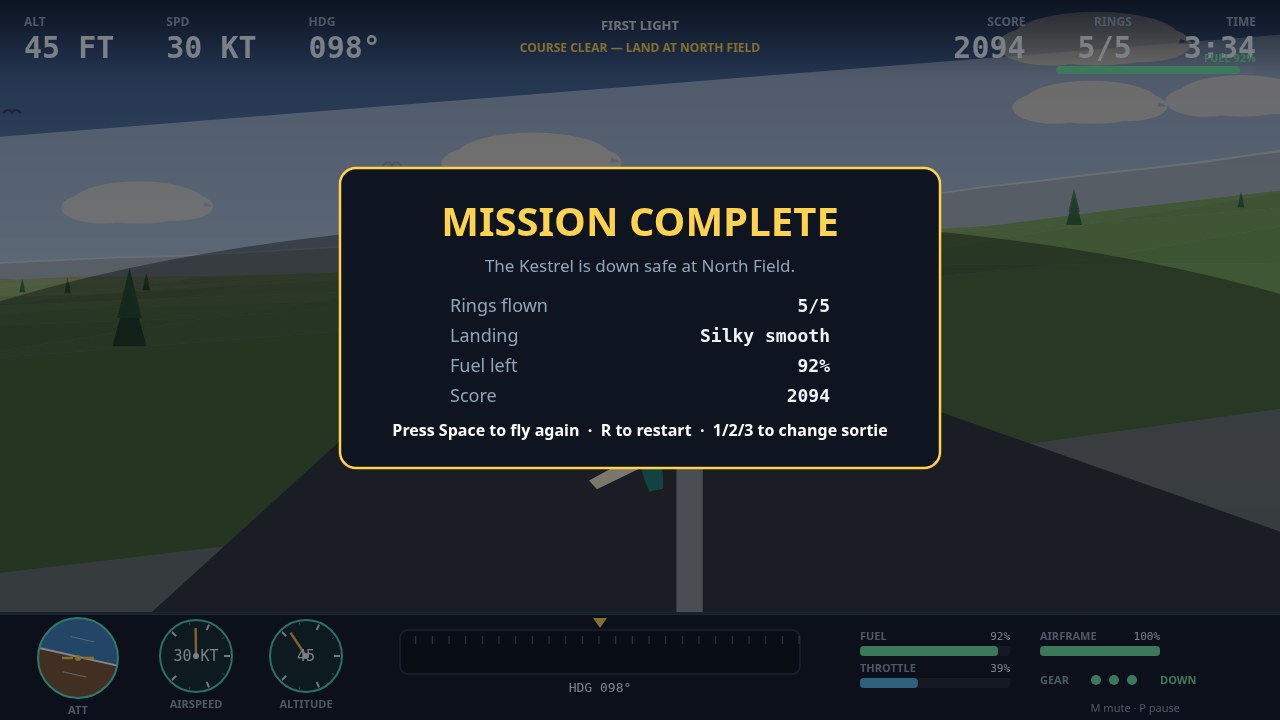 ALT SPD HDG FIRST LIGHT SCORE RINGS TIME
45 FT 30 KT 098° COURSE CLEAR — LAND AT NORTH FIELD 2094 5/5 3:34
FUEL 92%
MISSION COMPLETE
The Kestrel is down safe at North Field.
Rings flown 5/5
Landing Silky smooth
Fuel left 92%
Score 2094
Press Space to fly again · R to restart · 1/2/3 to change sortie
FUEL 92% AIRFRAME 100%
30 KT 45
THROTTLE 39%
GEAR DOWN
HDG 098°
ATT AIRSPEED ALTITUDE
M mute · P pause